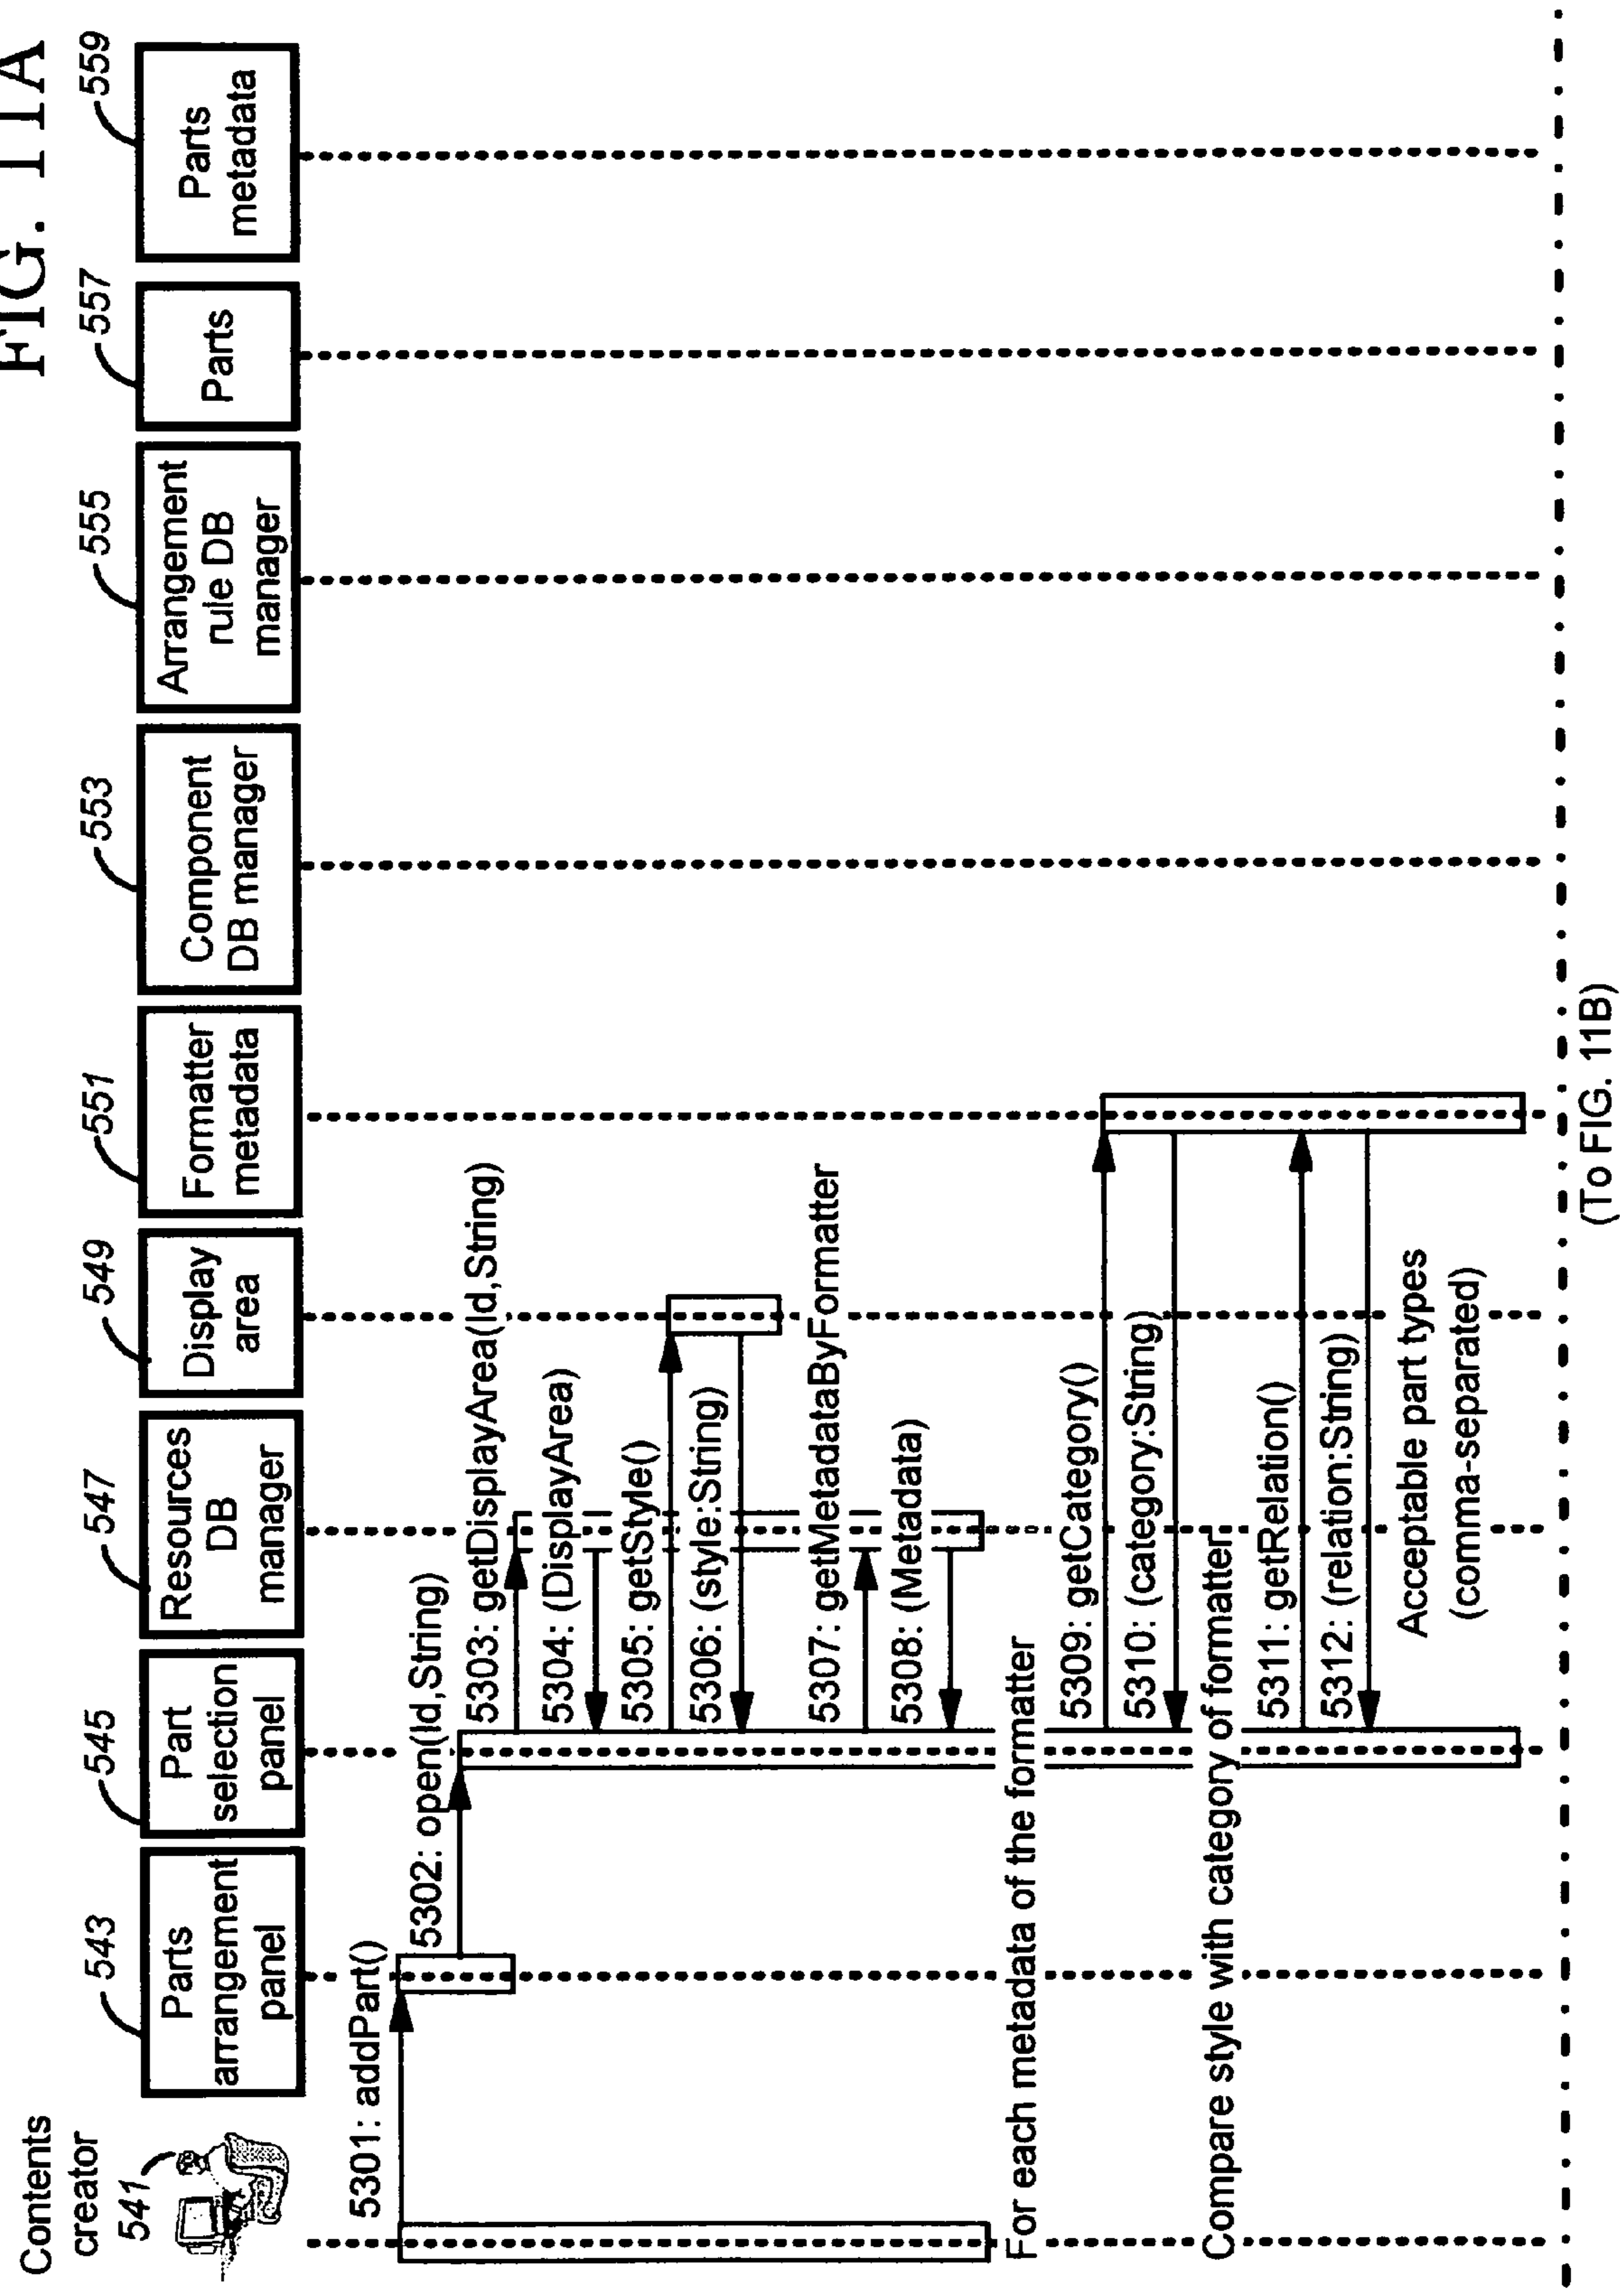 FIG. 11A
Contents
creator
541
543
Parts
arrangement
panel
545
Part
selection
panel
547
Resources
DB
manager
549
Display
area
551
Formatter
metadata
553
Component
DB manager
555
Arrangement
rule DB
manager
557
Parts
559
Parts
metadata
5301: addPart()
5302: open(Id,String)
5303: getDisplayArea(Id,String)
5304: (DisplayArea)
5305: getStyle()
5306: (style:String)
5307: getMetadataByFormatter
5308: (Metadata)
For each metadata of the formatter
5309: getCategory()
5310: (category:String)
Compare style with category of formatter
5311: getRelation()
5312: (relation:String)
Acceptable part types
(comma-separated)
(To FIG. 11B)